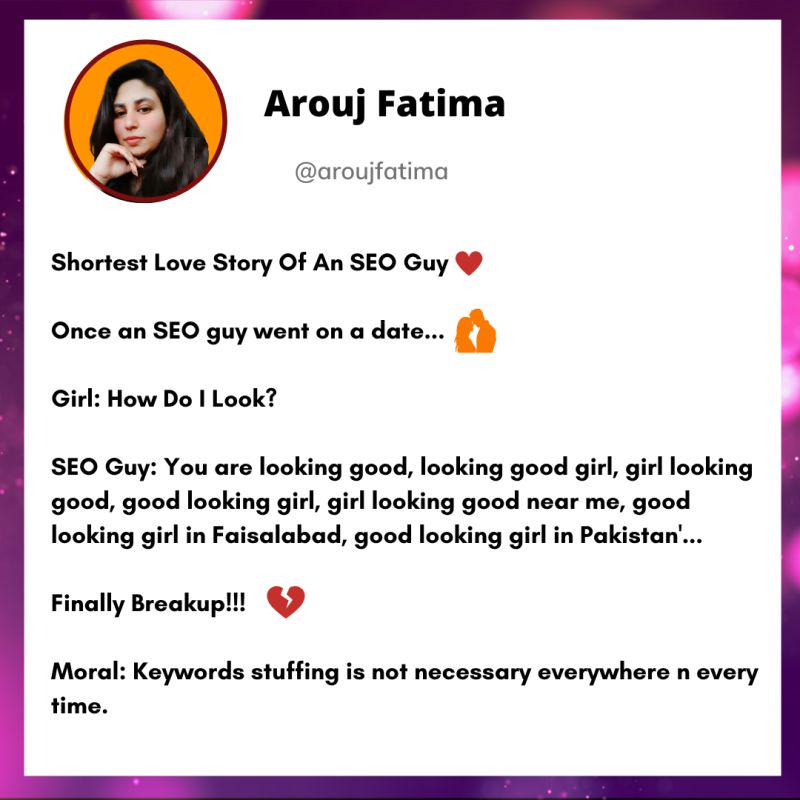 Arouj Fatima
@aroujfatima
Shortest Love Story Of An SEO Guy
Once an SEO guy went on a date...
Girl: How Do I Look?
SEO Guy: You are looking good, looking good girl, girl looking
good, good looking girl, girl looking good near me, good
looking girl in Faisalabad, good looking girl in Pakistan'...
Finally Breakup!!!
Moral: Keywords stuffing is not necessary everywhere n every
time.